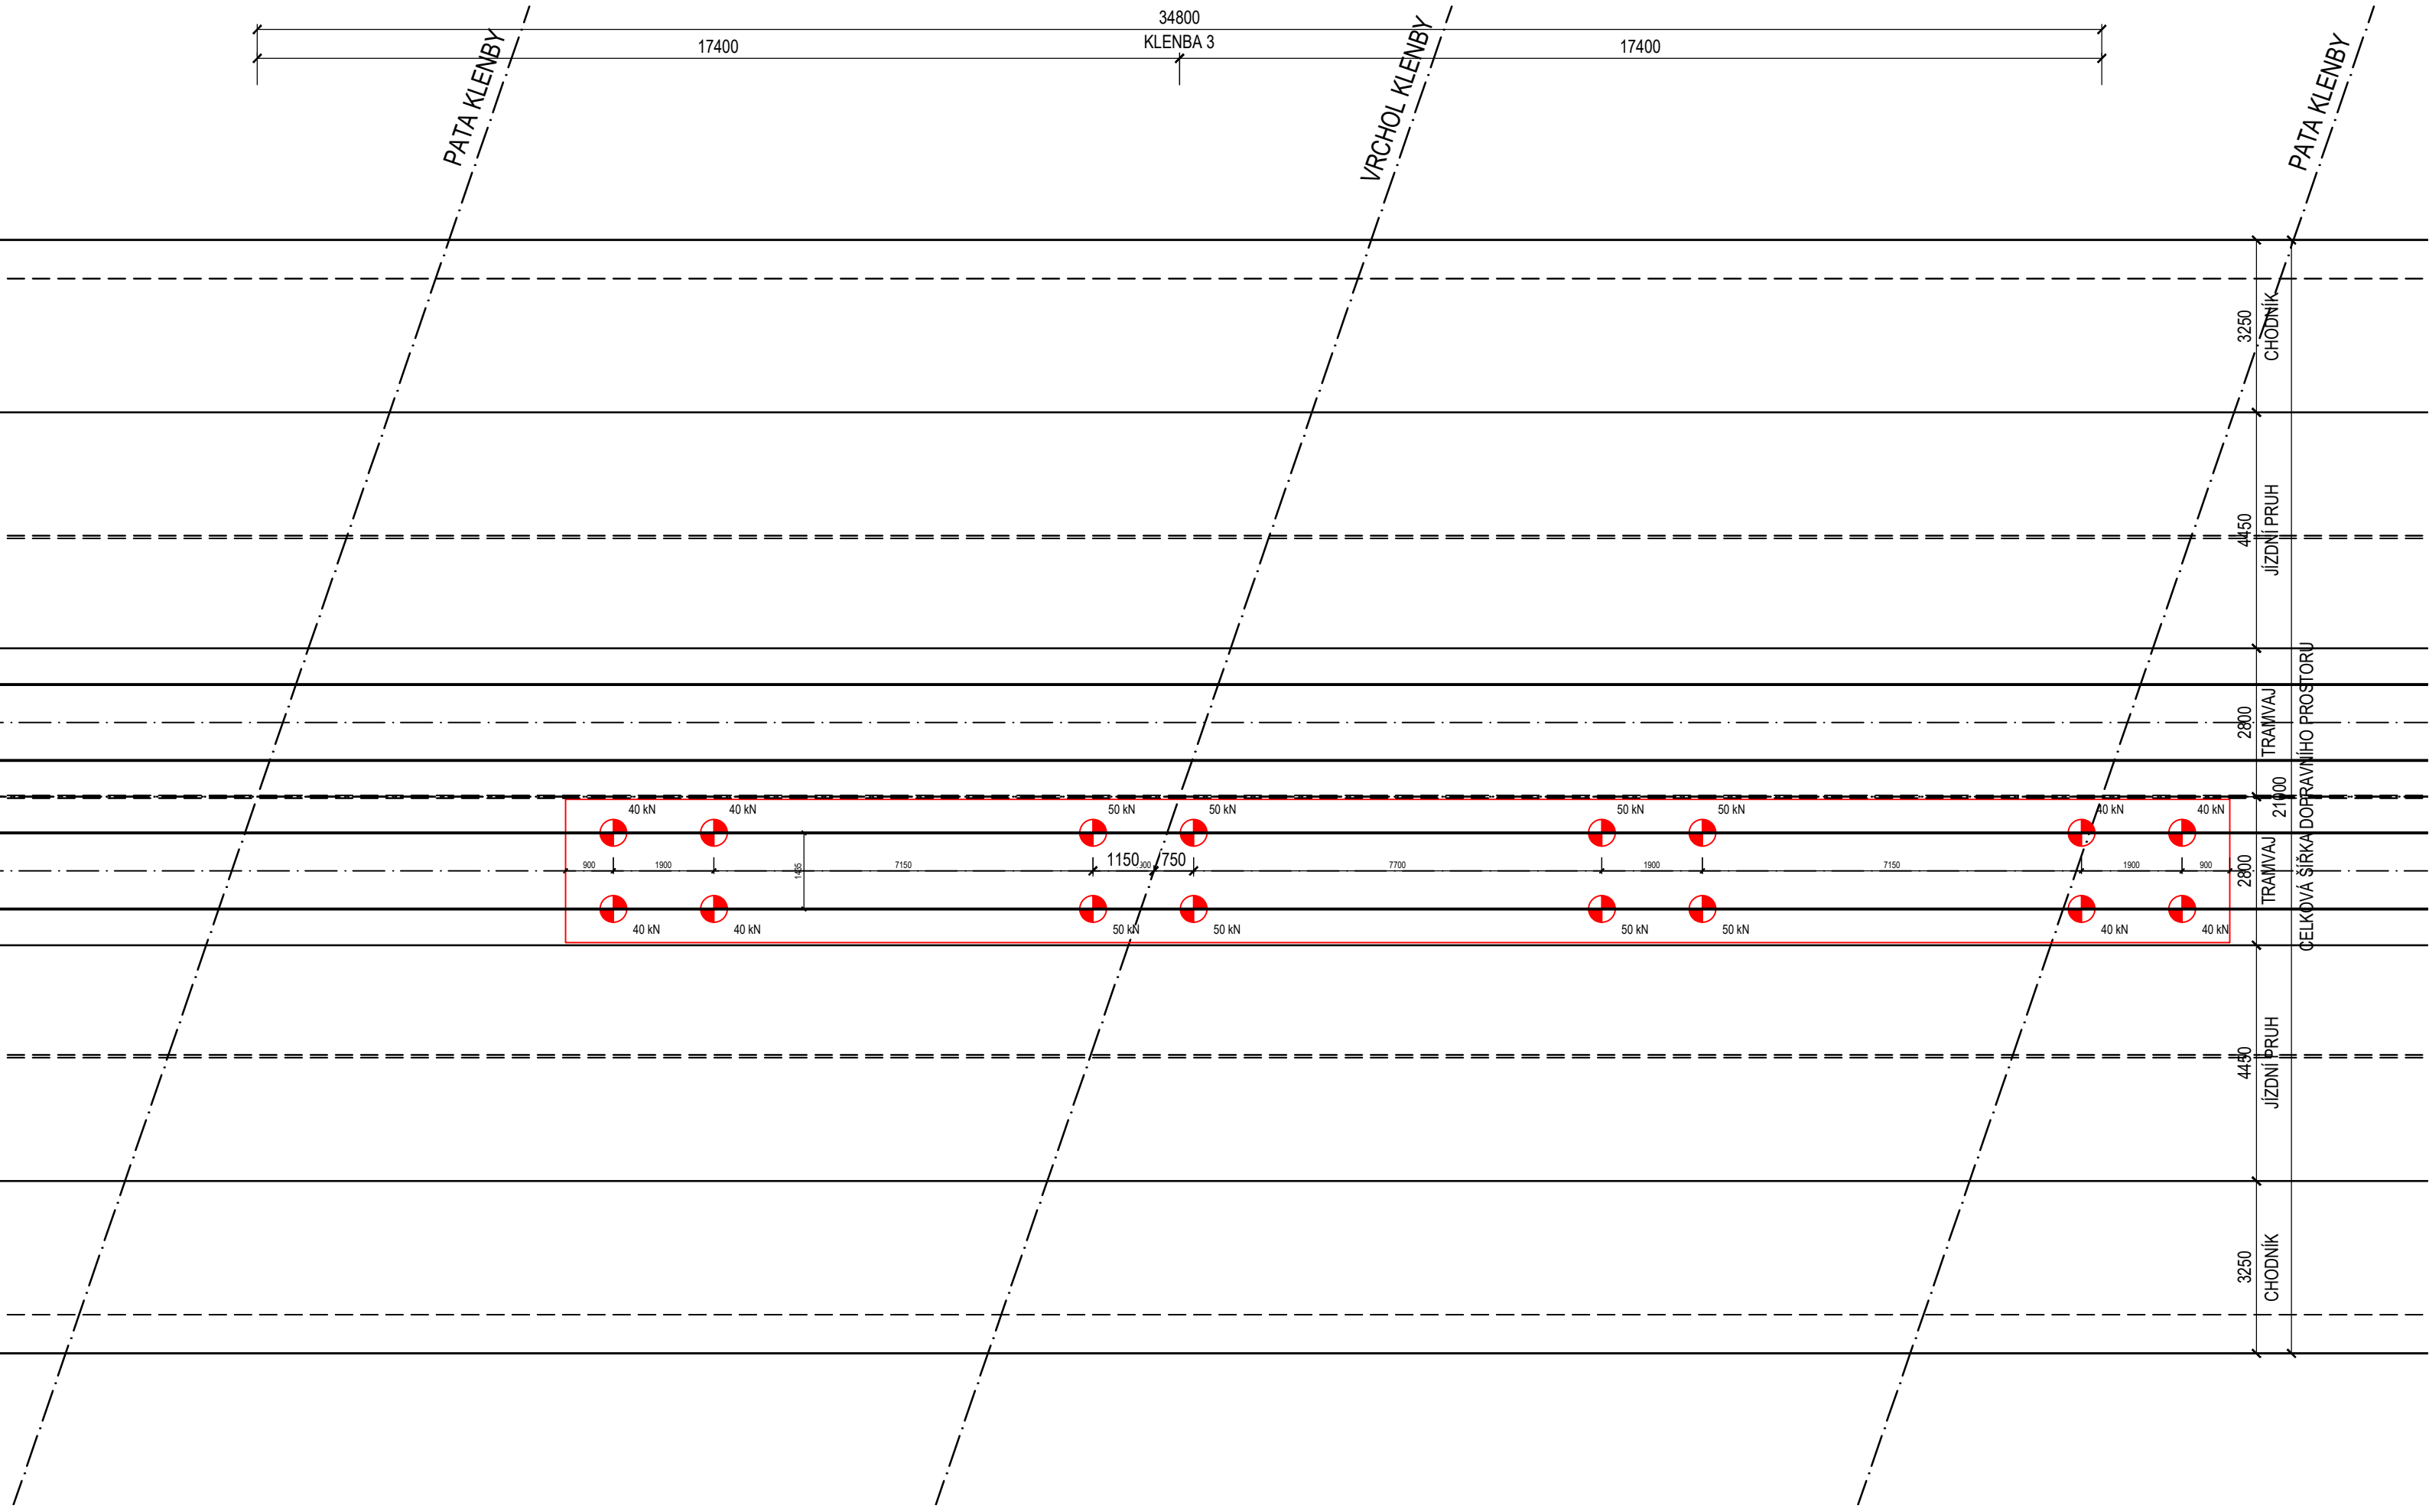 34800
KLENBA 3
17400
17400
PATA KLENBY
VRCHOL KLENBY
PATA KLENBY
3250
CHODNÍK
4450
JÍZDNÍ PRUH
2800
TRAMVAJ
21000
CELKOVÁ ŠÍŘKA DOPRAVNÍHO PROSTORU
40 kN
40 kN
50 kN
50 kN
50 kN
50 kN
40 kN
40 kN
900
1900
1435
7150
1150
750
7700
1900
7150
1900
900
2800
TRAMVAJ
40 kN
40 kN
50 kN
50 kN
50 kN
50 kN
40 kN
40 kN
4450
JÍZDNÍ PRUH
3250
CHODNÍK